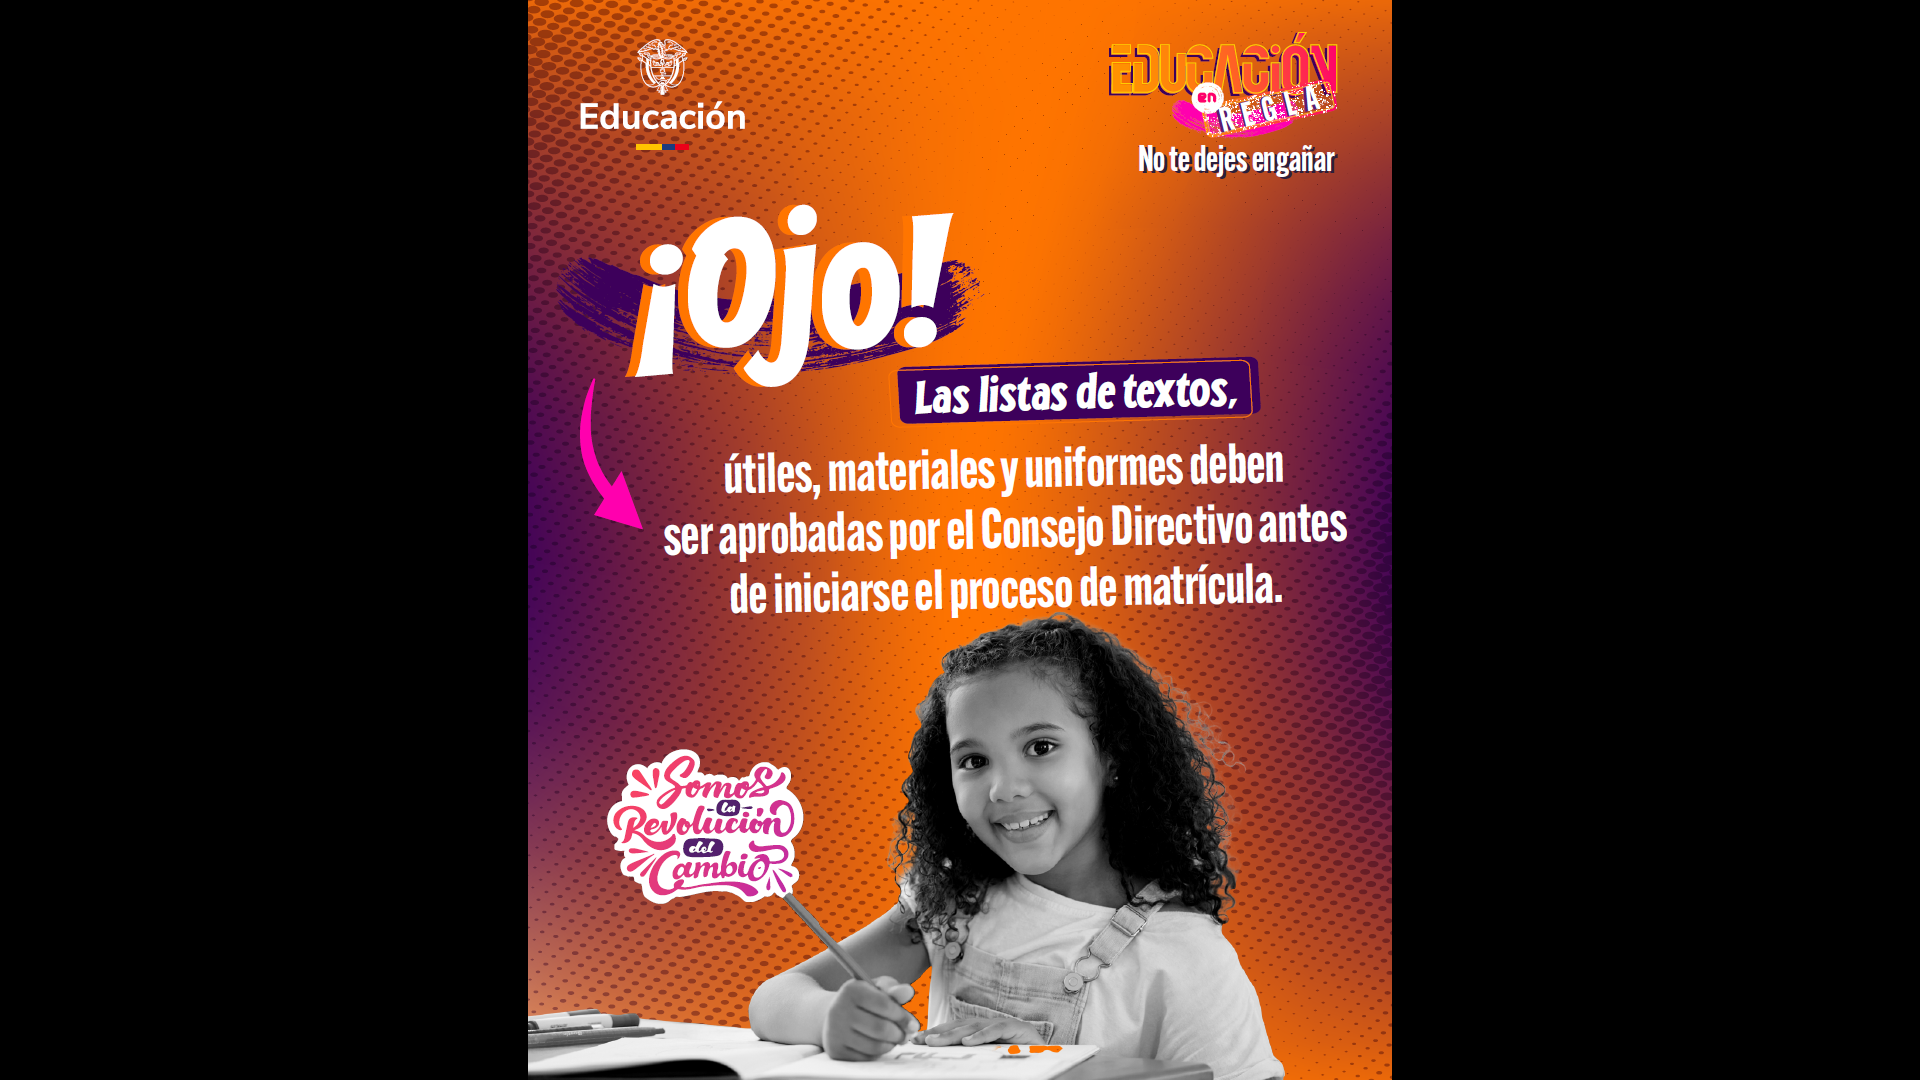 Educación
EDUCACIÓN
en
REGLA
No te dejes engañar
¡Ojo!
Las listas de textos,
útiles, materiales y uniformes deben
ser aprobadas por el Consejo Directivo antes
de iniciarse el proceso de matrícula.
Somos
la
Revolución
del
Cambio